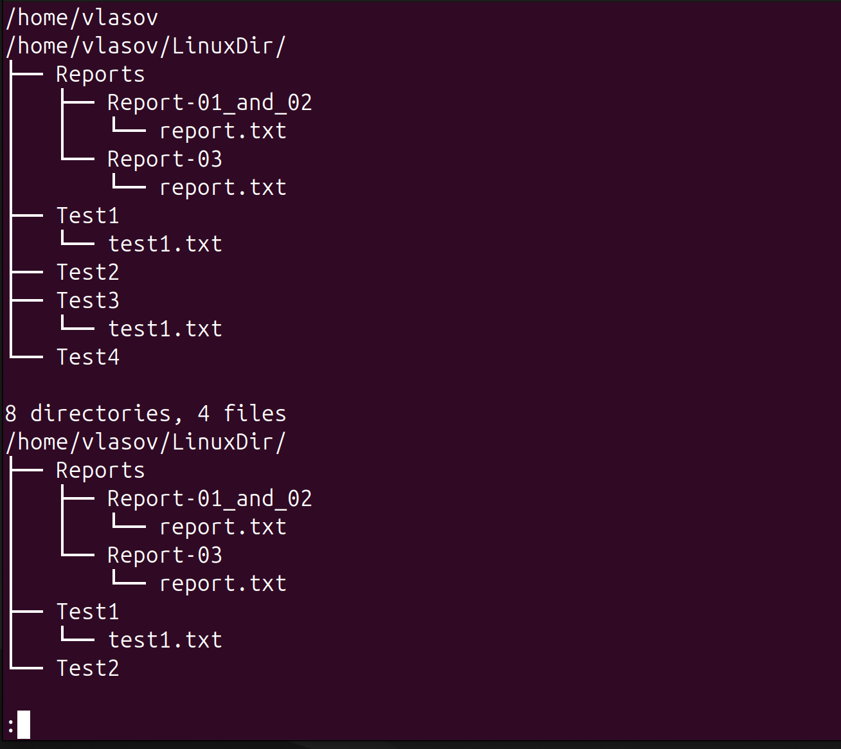 /home/vlasov
/home/vlasov/LinuxDir/
├── Reports
│   ├── Report-01_and_02
│   │   └── report.txt
│   └── Report-03
│       └── report.txt
├── Test1
│   └── test1.txt
├── Test2
├── Test3
│   └── test1.txt
└── Test4

8 directories, 4 files
/home/vlasov/LinuxDir/
├── Reports
│   ├── Report-01_and_02
│   │   └── report.txt
│   └── Report-03
│       └── report.txt
├── Test1
│   └── test1.txt
└── Test2

: